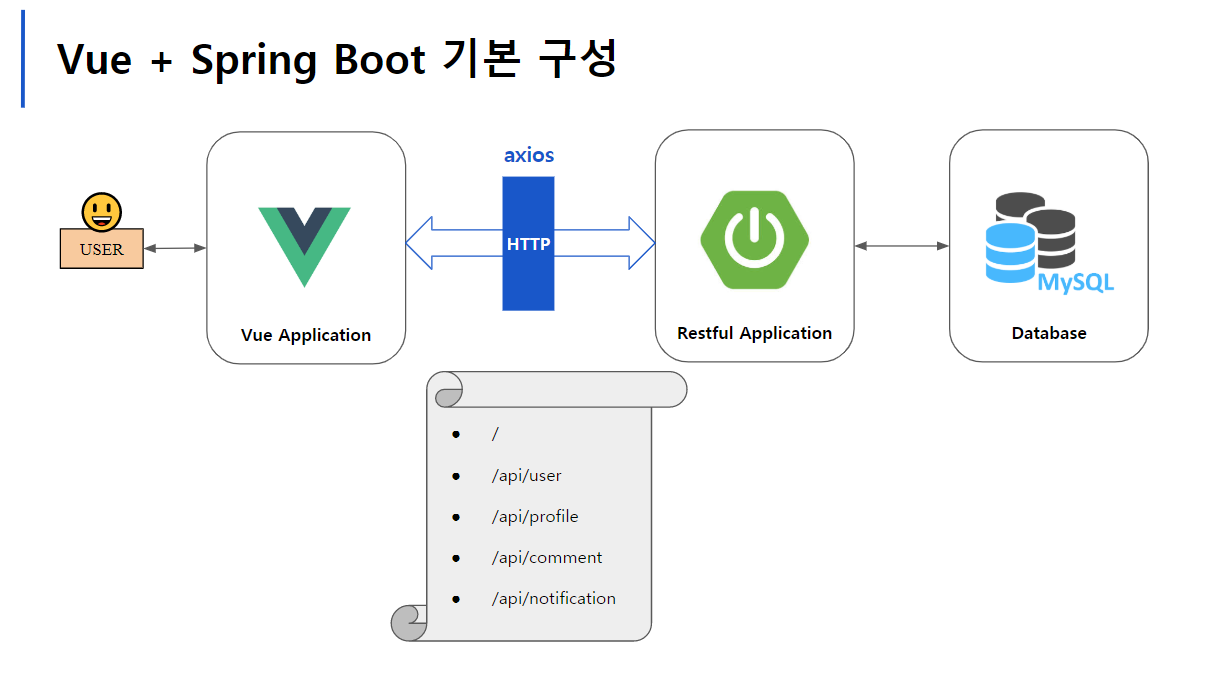 Vue + Spring Boot 기본 구성
axios
USER
HTTP
MySQL
Vue Application
Restful Application
Database
● /
● /api/user
● /api/profile
● /api/comment
● /api/notification